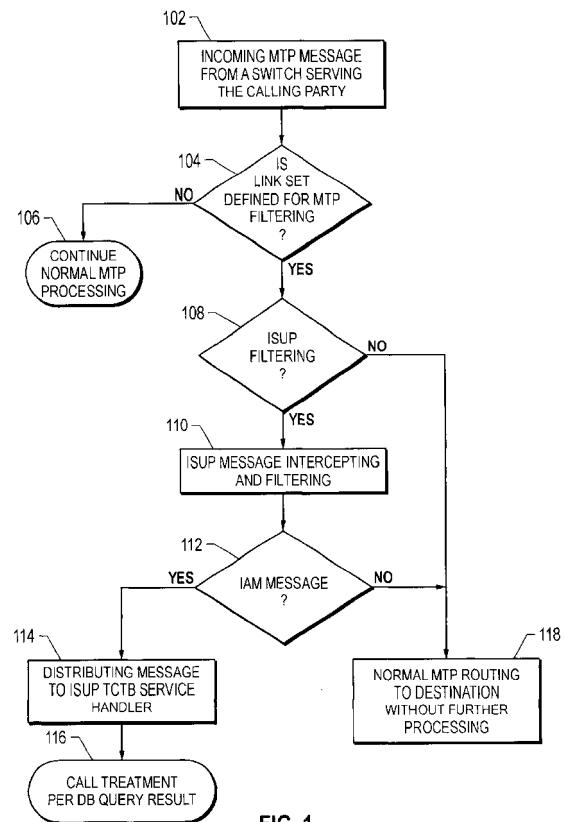 102
INCOMING MTP MESSAGE
FROM A SWITCH SERVING
THE CALLING PARTY
104
IS
LINK SET
DEFINED FOR MTP
FILTERING
?
NO
106
CONTINUE
NORMAL MTP
PROCESSING
YES
108
ISUP
FILTERING
?
NO
YES
110
ISUP MESSAGE INTERCEPTING
AND FILTERING
112
IAM MESSAGE
?
YES
NO
114
DISTRIBUTING MESSAGE
TO ISUP TCTB SERVICE
HANDLER
118
NORMAL MTP ROUTING
TO DESTINATION
WITHOUT FURTHER
PROCESSING
116
CALL TREATMENT
PER DB QUERY RESULT
FIG. 1